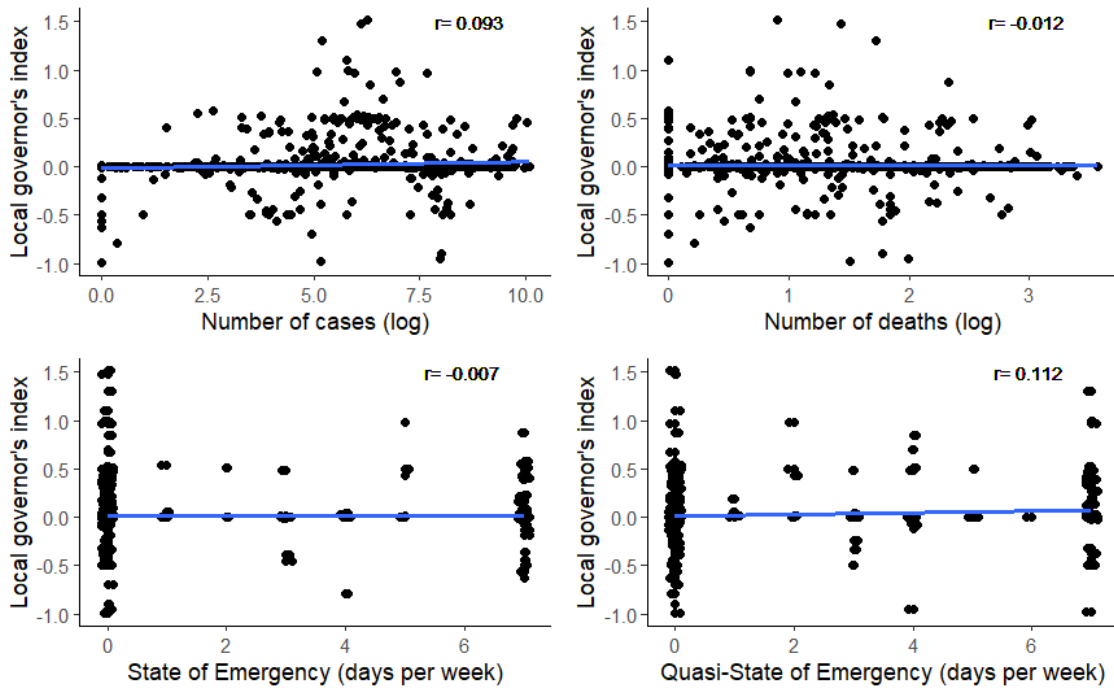 r= 0.093
Local governor's index
1.5
1.0
0.5
0.0
-0.5
-1.0
0.0 2.5 5.0 7.5 10.0
Number of cases (log)
r= -0.012
Local governor's index
1.5
1.0
0.5
0.0
-0.5
-1.0
0 1 2 3
Number of deaths (log)
r= -0.007
Local governor's index
1.5
1.0
0.5
0.0
-0.5
-1.0
0 2 4 6
State of Emergency (days per week)
r= 0.112
Local governor's index
1.5
1.0
0.5
0.0
-0.5
-1.0
0 2 4 6
Quasi-State of Emergency (days per week)